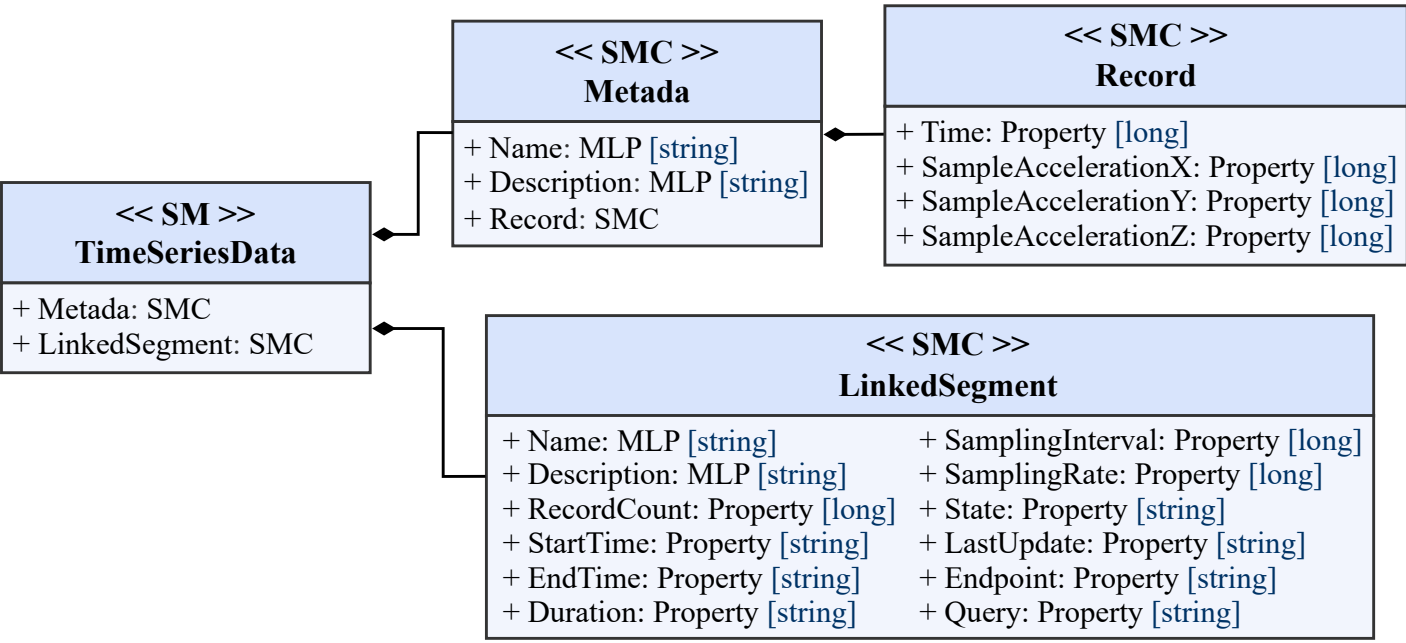 << SM >>
TimeSeriesData
+ Metada: SMC
+ LinkedSegment: SMC
<< SMC >>
Metada
+ Name: MLP [string]
+ Description: MLP [string]
+ Record: SMC
<< SMC >>
Record
+ Time: Property [long]
+ SampleAccelerationX: Property [long]
+ SampleAccelerationY: Property [long]
+ SampleAccelerationZ: Property [long]
<< SMC >>
LinkedSegment
+ Name: MLP [string]
+ Description: MLP [string]
+ RecordCount: Property [long]
+ StartTime: Property [string]
+ EndTime: Property [string]
+ Duration: Property [string]
+ SamplingInterval: Property [long]
+ SamplingRate: Property [long]
+ State: Property [string]
+ LastUpdate: Property [string]
+ Endpoint: Property [string]
+ Query: Property [string]